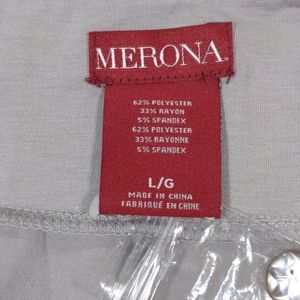 MERONA
62% POLYESTER
33% RAYON
5% SPANDEX
62% POLYESTER
33% RAYONNE
5% SPANDEX
L/G
MADE IN CHINA
FABRIQUÉ EN CHINE